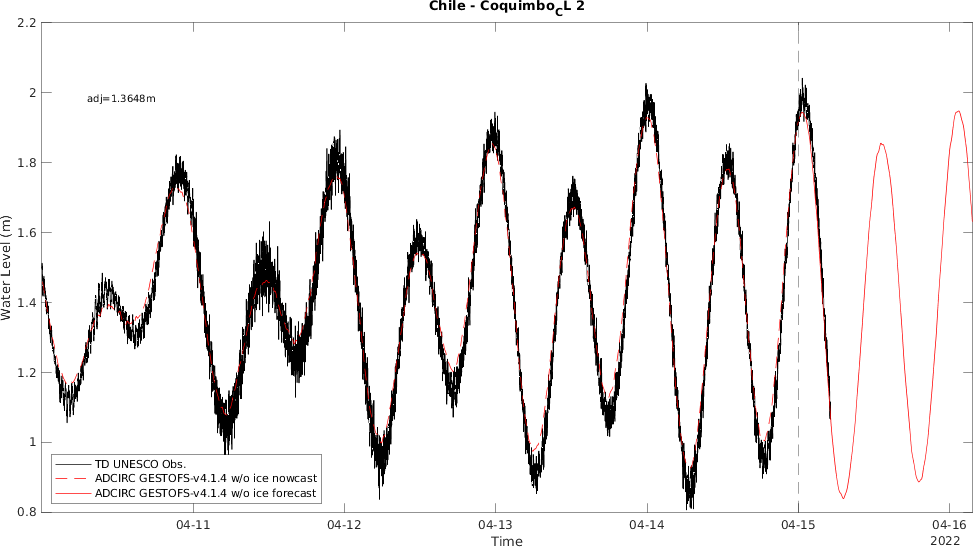 Chile - Coquimbo_CL 2
2.2
2
1.8
1.6
1.4
1.2
1
0.8
Water Level (m)
adj=1.3648m
TD UNESCO Obs.
ADCIRC GESTOFS-v4.1.4 w/o ice nowcast
ADCIRC GESTOFS-v4.1.4 w/o ice forecast
04-11 04-12 04-13 04-14 04-15 04-16
Time
2022